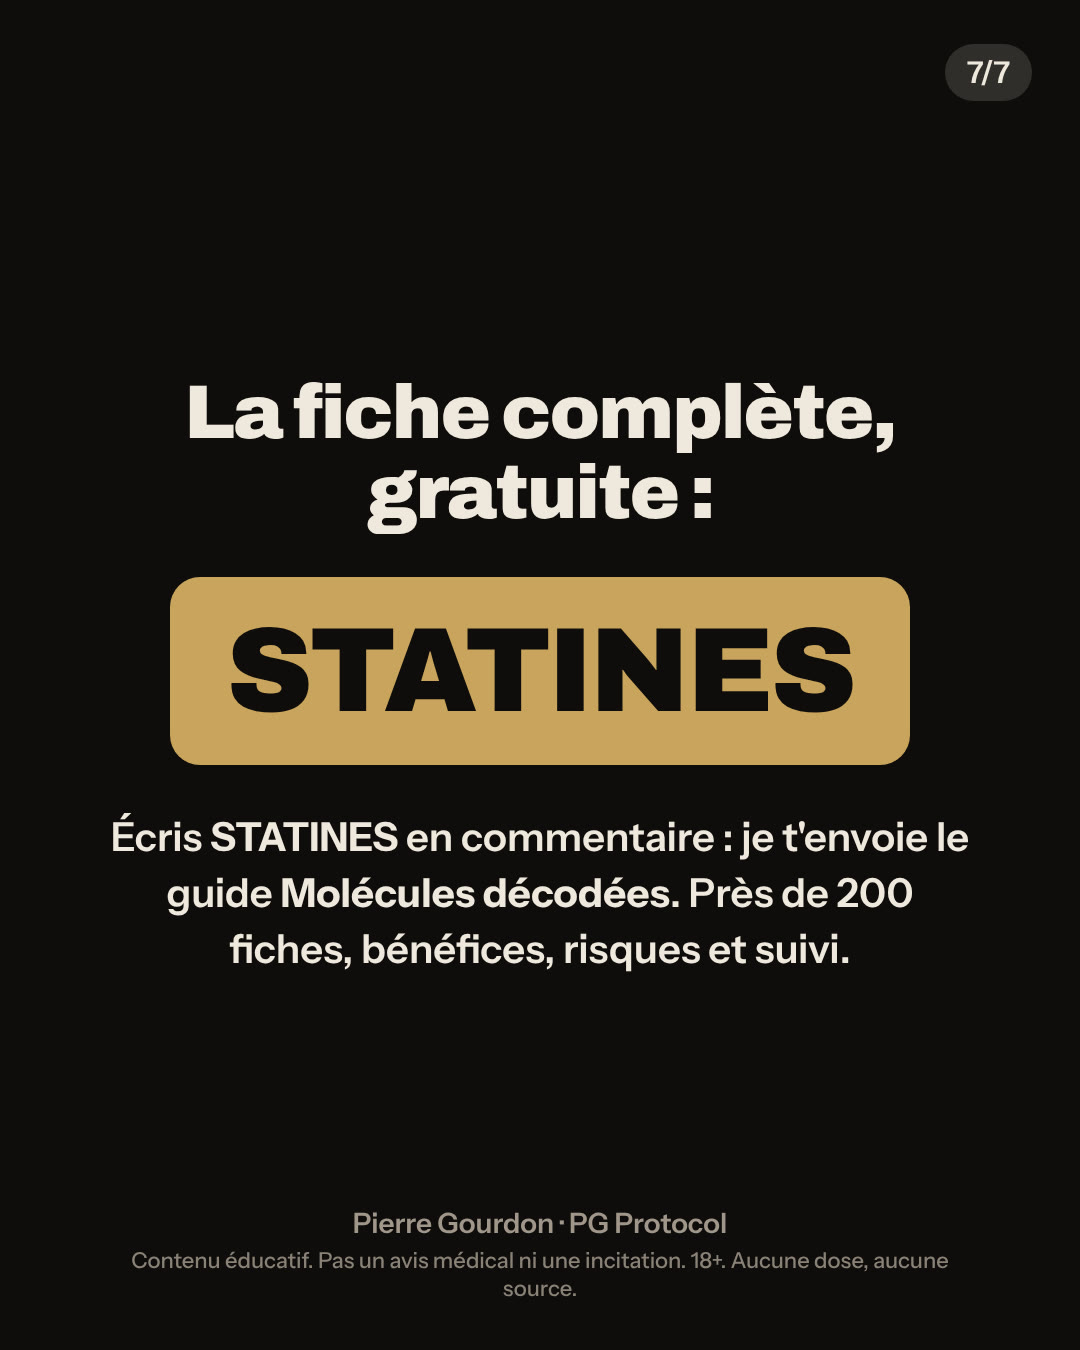 7/7
La fiche complète,
gratuite :
STATINES
Écris STATINES en commentaire : je t'envoie le
guide Molécules décodées. Près de 200
fiches, bénéfices, risques et suivi.
Pierre Gourdon · PG Protocol
Contenu éducatif. Pas un avis médical ni une incitation. 18+. Aucune dose, aucune
source.